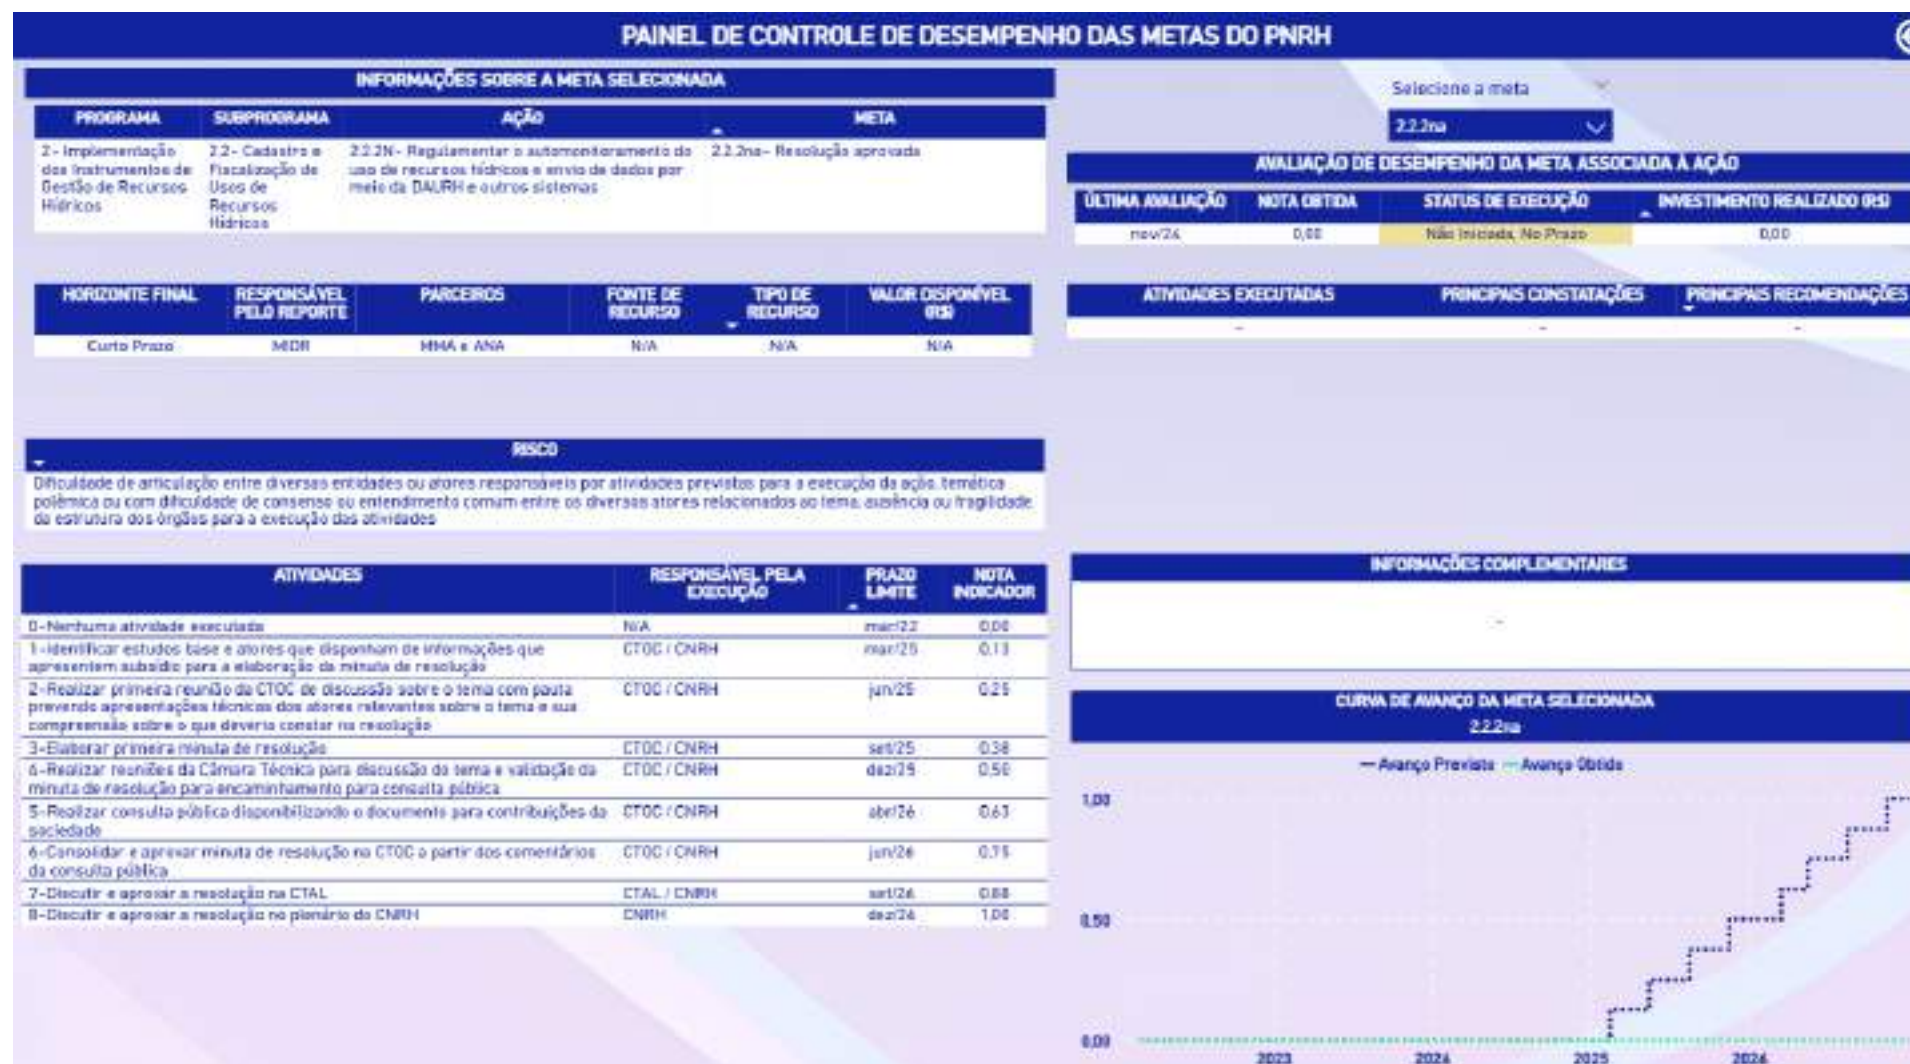 PAINEL DE CONTROLE DE DESEMPENHO DAS METAS DO PNRH
INFORMAÇÕES SOBRE A META SELECIONADA
PROGRAMA SUBPROGRAMA AÇÃO META
2- Implementação dos Instrumentos de Gestão de Recursos Hídricos
2.2- Cadastro e Fiscalização de Usos de Recursos Hídricos
2.2.2N- Regulamentar o automonitoramento do uso de recursos hídricos e envio de dados por meio da DAURH e outros sistemas
2.2.2na- Resolução aprovada
HORIZONTE FINAL RESPONSÁVEL PELO REPORTE PARCEIROS FONTE DE RECURSO TIPO DE RECURSO VALOR DISPONÍVEL (R$)
Curto Prazo MIDR MMA e ANA N/A N/A N/A
RISCO
Dificuldade de articulação entre diversas entidades ou atores responsáveis por atividades previstas para a execução da ação, temática
polêmica ou com dificuldade de consenso ou entendimento comum entre os diversos atores relacionados ao tema, ausência ou fragilidade
da estrutura dos órgãos para a execução das atividades
ATIVIDADES RESPONSÁVEL PELA EXECUÇÃO PRAZO LIMITE NOTA INDICADOR
0-Nenhuma atividade executada N/A mar/22 0,00
1-Identificar estudos base e atores que disponham de informações que CTOC / CNRH mar/25 0,13
apresentem subsídio para a elaboração da minuta de resolução
2-Realizar primeira reunião da CTOC de discussão sobre o tema com pauta CTOC / CNRH jun/25 0,25
prevendo apresentações técnicas dos atores relevantes sobre o tema e sua
compreensão sobre o que deveria constar na resolução
3-Elaborar primeira minuta de resolução CTOC / CNRH set/25 0,38
4-Realizar reuniões da Câmara Técnica para discussão do tema e validação da CTOC / CNRH dez/25 0,50
minuta de resolução para encaminhamento para consulta pública
5-Realizar consulta pública disponibilizando o documento para contribuições da CTOC / CNRH abr/26 0,63
sociedade
6-Consolidar e aprovar minuta de resolução na CTOC a partir dos comentários CTOC / CNRH jun/26 0,75
da consulta pública
7-Discutir e aprovar a resolução na CTAL CTAL / CNRH set/26 0,88
8-Discutir e aprovar a resolução no plenário do CNRH CNRH dez/26 1,00
Selecione a meta
2.2.2na
AVALIAÇÃO DE DESEMPENHO DA META ASSOCIADA À AÇÃO
ÚLTIMA AVALIAÇÃO NOTA OBTIDA STATUS DE EXECUÇÃO INVESTIMENTO REALIZADO (R$)
nov/24 0,00 Não Iniciada, No Prazo 0,00
ATIVIDADES EXECUTADAS PRINCIPAIS CONSTATAÇÕES PRINCIPAIS RECOMENDAÇÕES
- - -
INFORMAÇÕES COMPLEMENTARES
-
CURVA DE AVANÇO DA META SELECIONADA
2.2.2na
Avanço Previsto Avanço Obtido
1,00
0,50
0,00
2023 2024 2025 2026